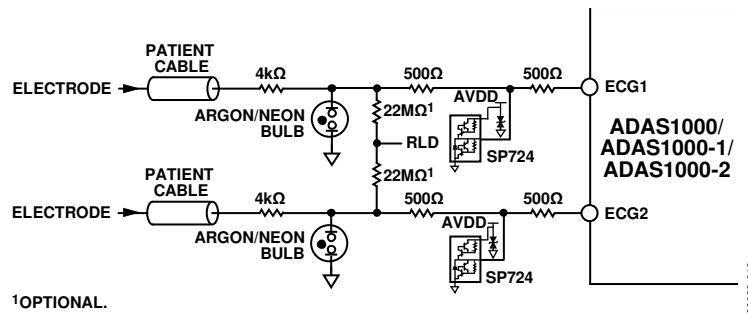 PATIENT
CABLE
ELECTRODE
4kΩ
500Ω
500Ω
ECG1
AVDD
ARGON/NEON
BULB
22MΩ¹
RLD
SP724
ADAS1000/
ADAS1000-1/
ADAS1000-2
PATIENT
CABLE
22MΩ¹
ELECTRODE
4kΩ
500Ω
500Ω
ECG2
AVDD
ARGON/NEON
BULB
SP724
¹OPTIONAL.